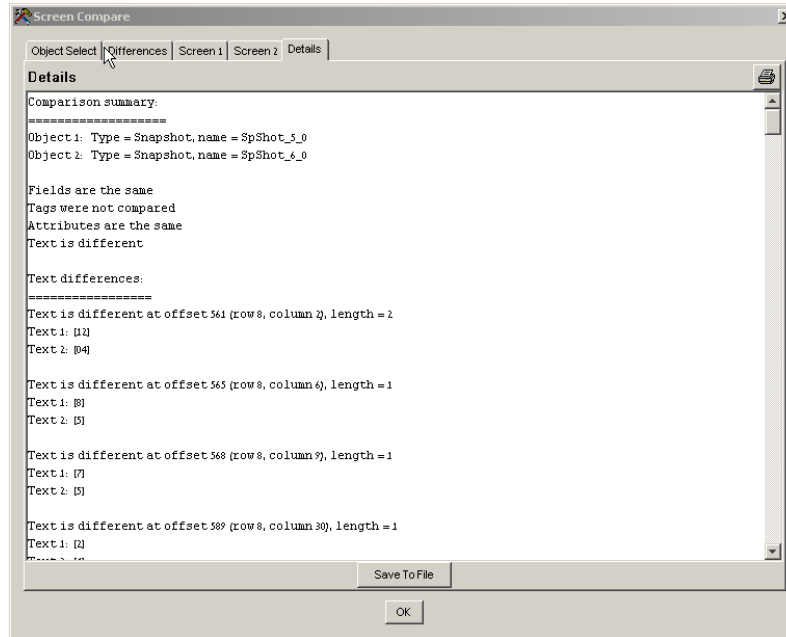 Screen Compare
Object Select Differences Screen 1 Screen 2 Details
Details
Comparison summary:
===================
Object 1: Type = Snapshot, name = SpShot_5_0
Object 2: Type = Snapshot, name = SpShot_6_0
Fields are the same
Tags were not compared
Attributes are the same
Text is different
Text differences:
=================
Text is different at offset 561 (row 8, column 2), length = 2
Text 1: [12]
Text 2: [04]
Text is different at offset 565 (row 8, column 6), length = 1
Text 1: [8]
Text 2: [5]
Text is different at offset 568 (row 8, column 9), length = 1
Text 1: [7]
Text 2: [5]
Text is different at offset 589 (row 8, column 30), length = 1
Text 1: [2]
Save To File
OK